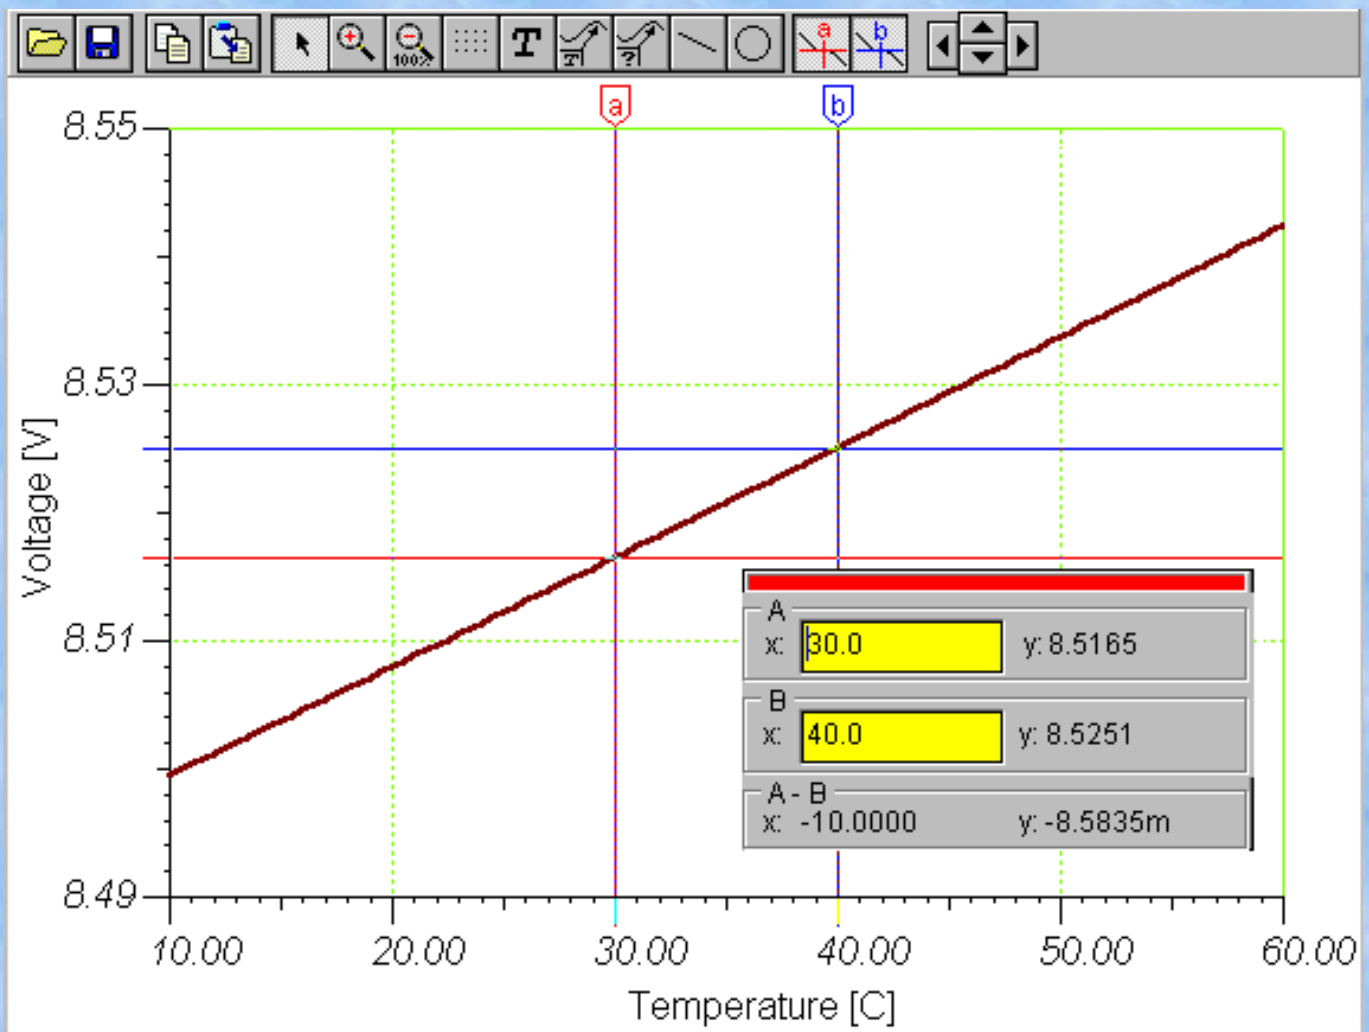 100%
T
T
?
a
b
a
b
8.55
8.53
8.51
8.49
Voltage [V]
A
x: 30.0 y: 8.5165
B
x: 40.0 y: 8.5251
A - B
x: -10.0000 y: -8.5835m
10.00 20.00 30.00 40.00 50.00 60.00
Temperature [C]